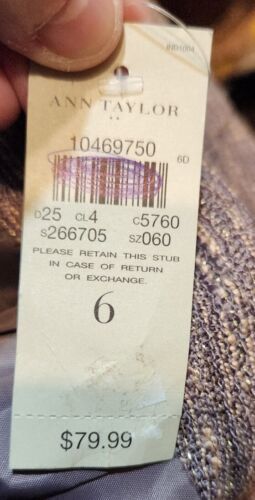 ANN TAYLOR
10469750
6D
D25 CL4 C5760
S266705 SZ060
PLEASE RETAIN THIS STUB
IN CASE OF RETURN
OR EXCHANGE.
6
$79.99